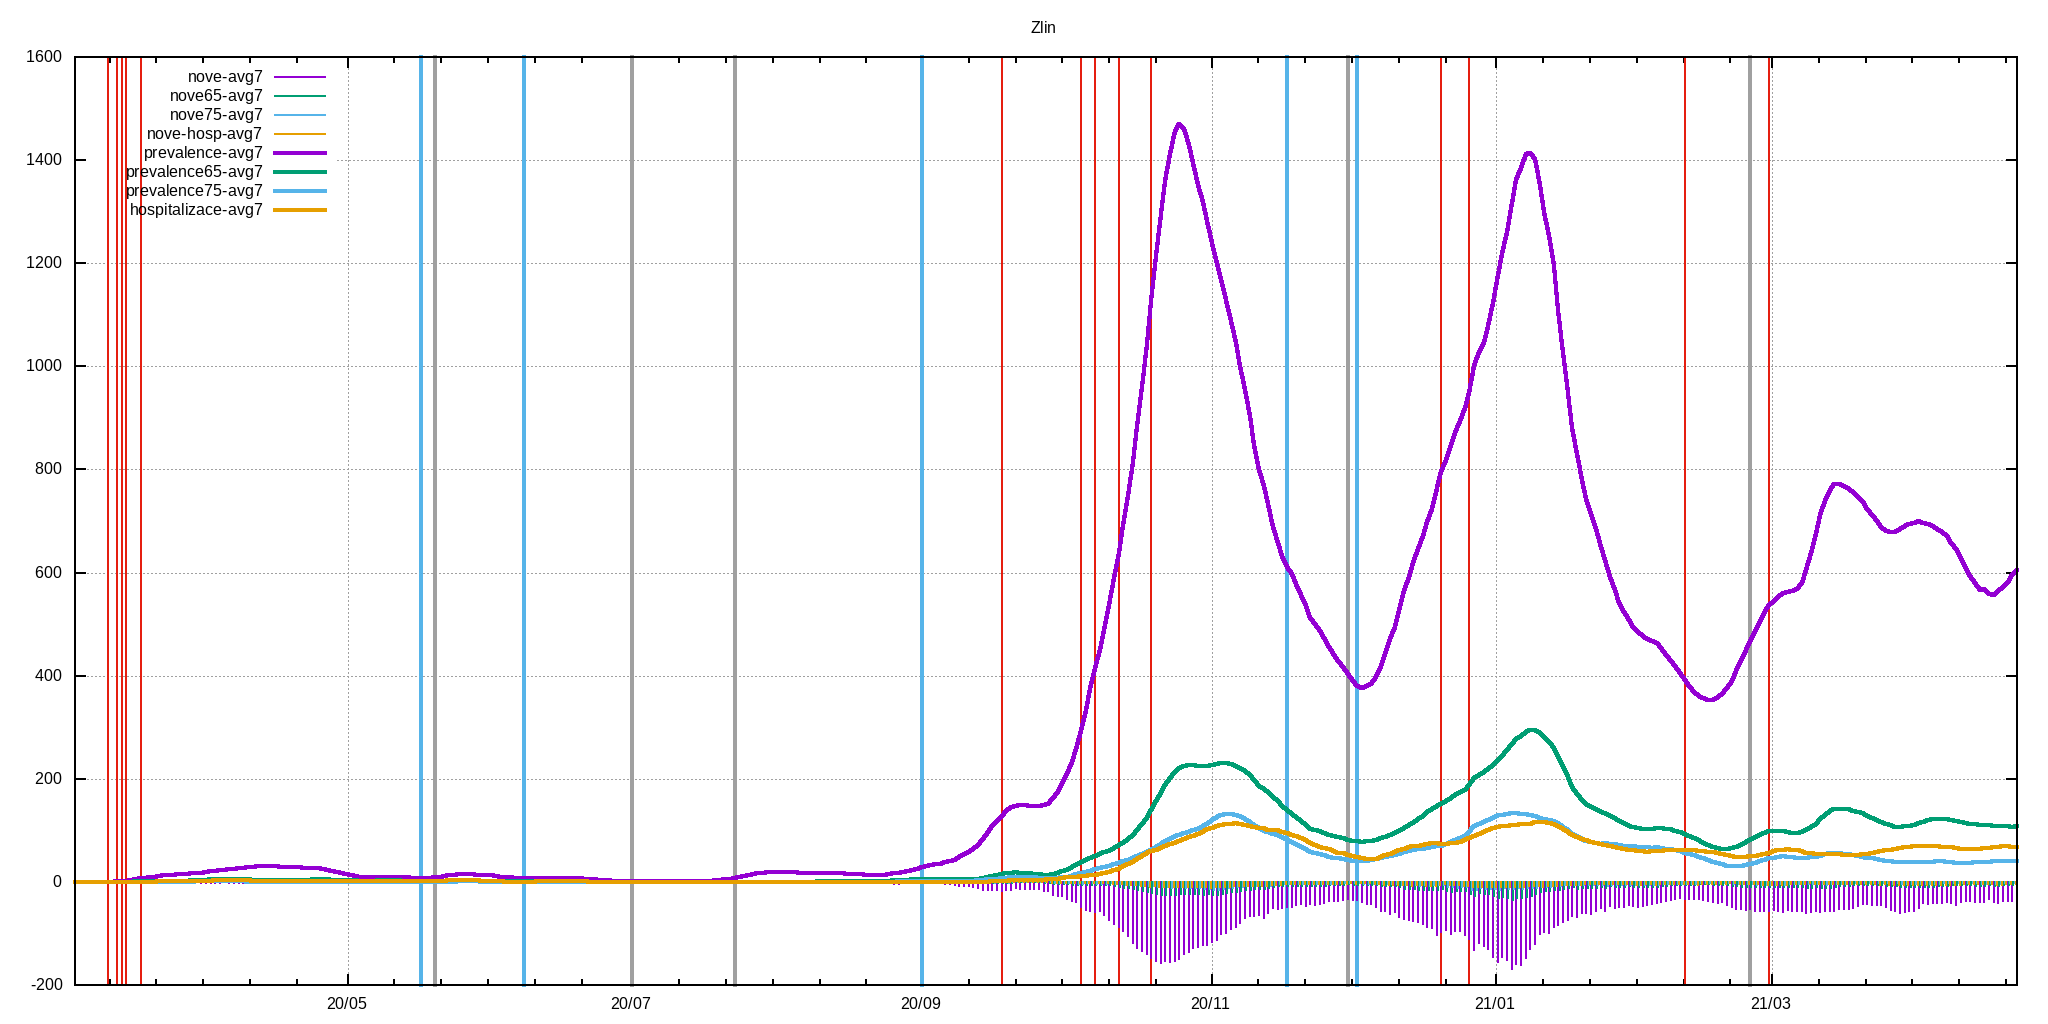 Zlin
1600
1400
1200
1000
800
600
400
200
0
-200
nove-avg7
nove65-avg7
nove75-avg7
nove-hosp-avg7
prevalence-avg7
prevalence65-avg7
prevalence75-avg7
hospitalizace-avg7
20/05
20/07
20/09
20/11
21/01
21/03